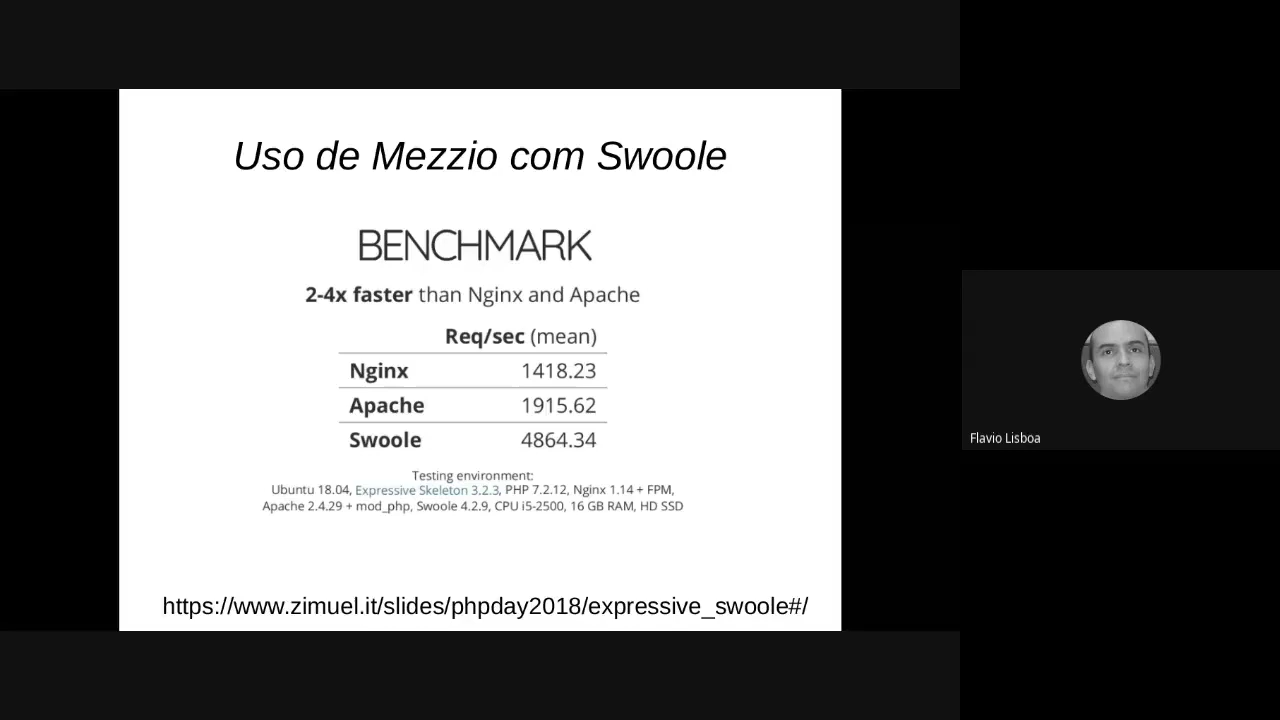 Uso de Mezzio com Swoole
BENCHMARK
2-4x faster than Nginx and Apache
Req/sec (mean)
Nginx 1418.23
Apache 1915.62
Swoole 4864.34
Testing environment:
Ubuntu 18.04, Expressive Skeleton 3.2.3, PHP 7.2.12, Nginx 1.14 + FPM,
Apache 2.4.29 + mod_php, Swoole 4.2.9, CPU i5-2500, 16 GB RAM, HD SSD
https://www.zimuel.it/slides/phpday2018/expressive_swoole#/
Flavio Lisboa